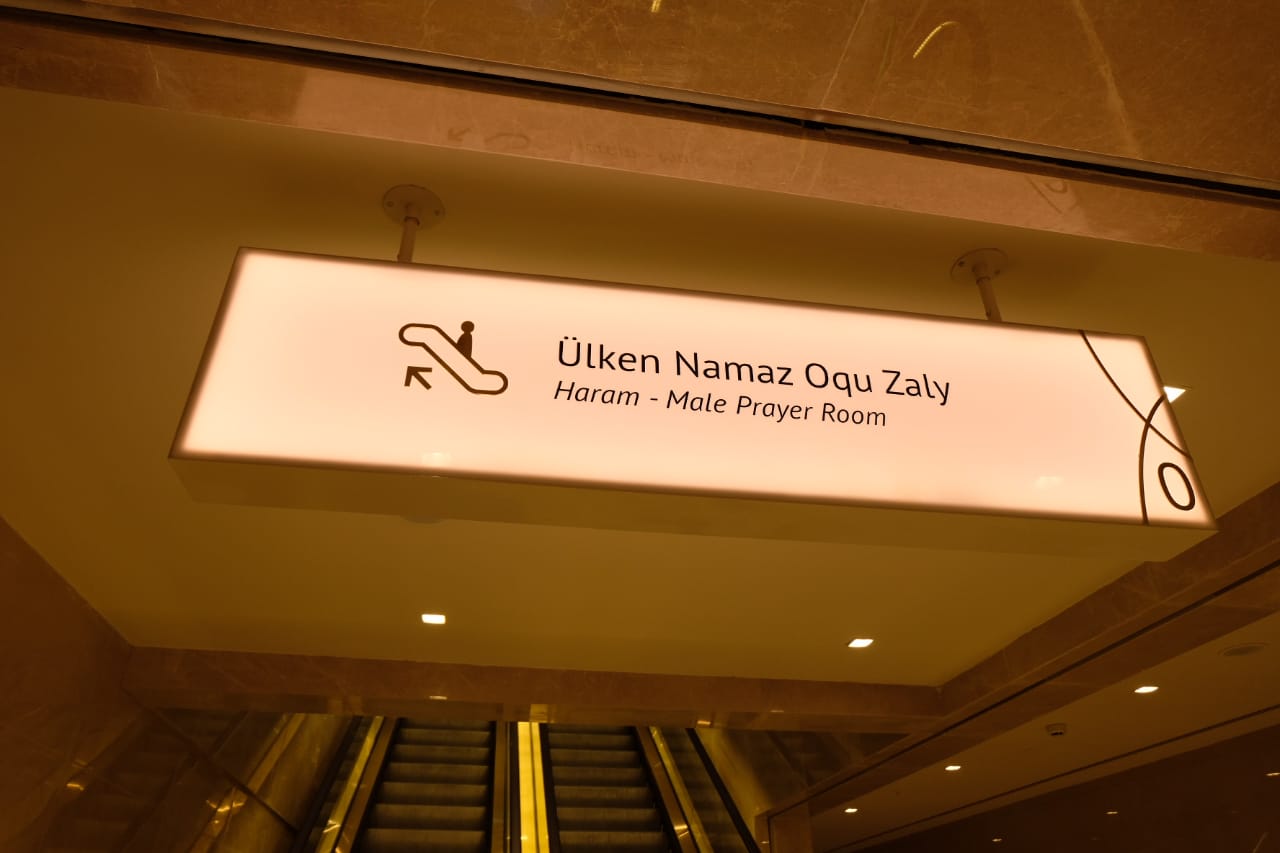 Ülken Namaz Oqu Zaly
Haram - Male Prayer Room
0